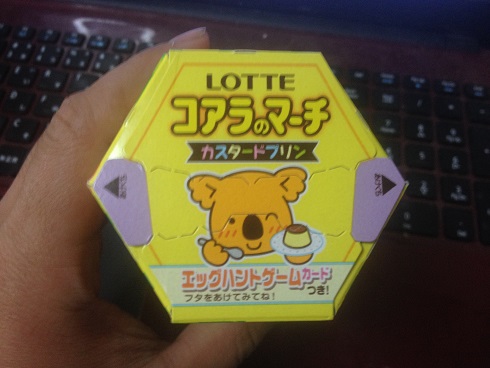 LOTTE
コアラのマーチ
カスタードプリン
エッグハントゲームカード
つき!
フタをあけてみてね!